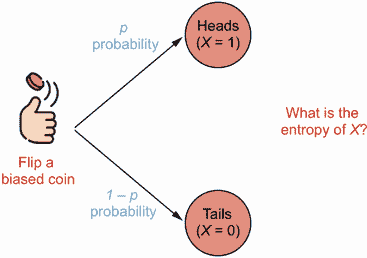 p
probability
Heads
(X = 1)
What is the
entropy of X?
Flip a
biased coin
1 – p
probability
Tails
(X = 0)